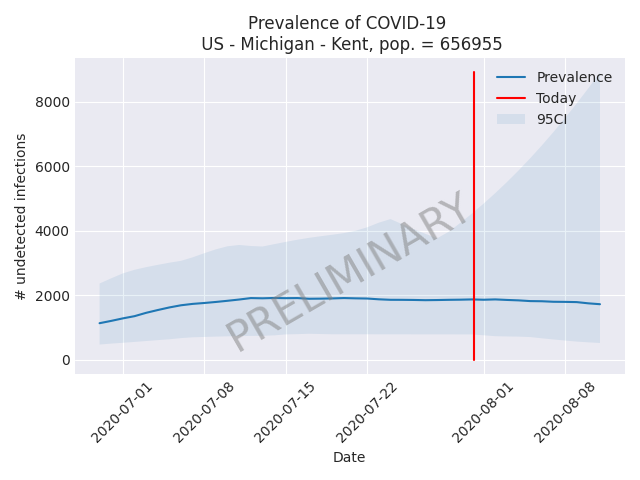 Prevalence of COVID-19
US - Michigan - Kent, pop. = 656955
# undetected infections
8000
6000
4000
2000
0
Prevalence
Today
95CI
PRELIMINARY
2020-07-01
2020-07-08
2020-07-15
2020-07-22
2020-08-01
2020-08-08
Date